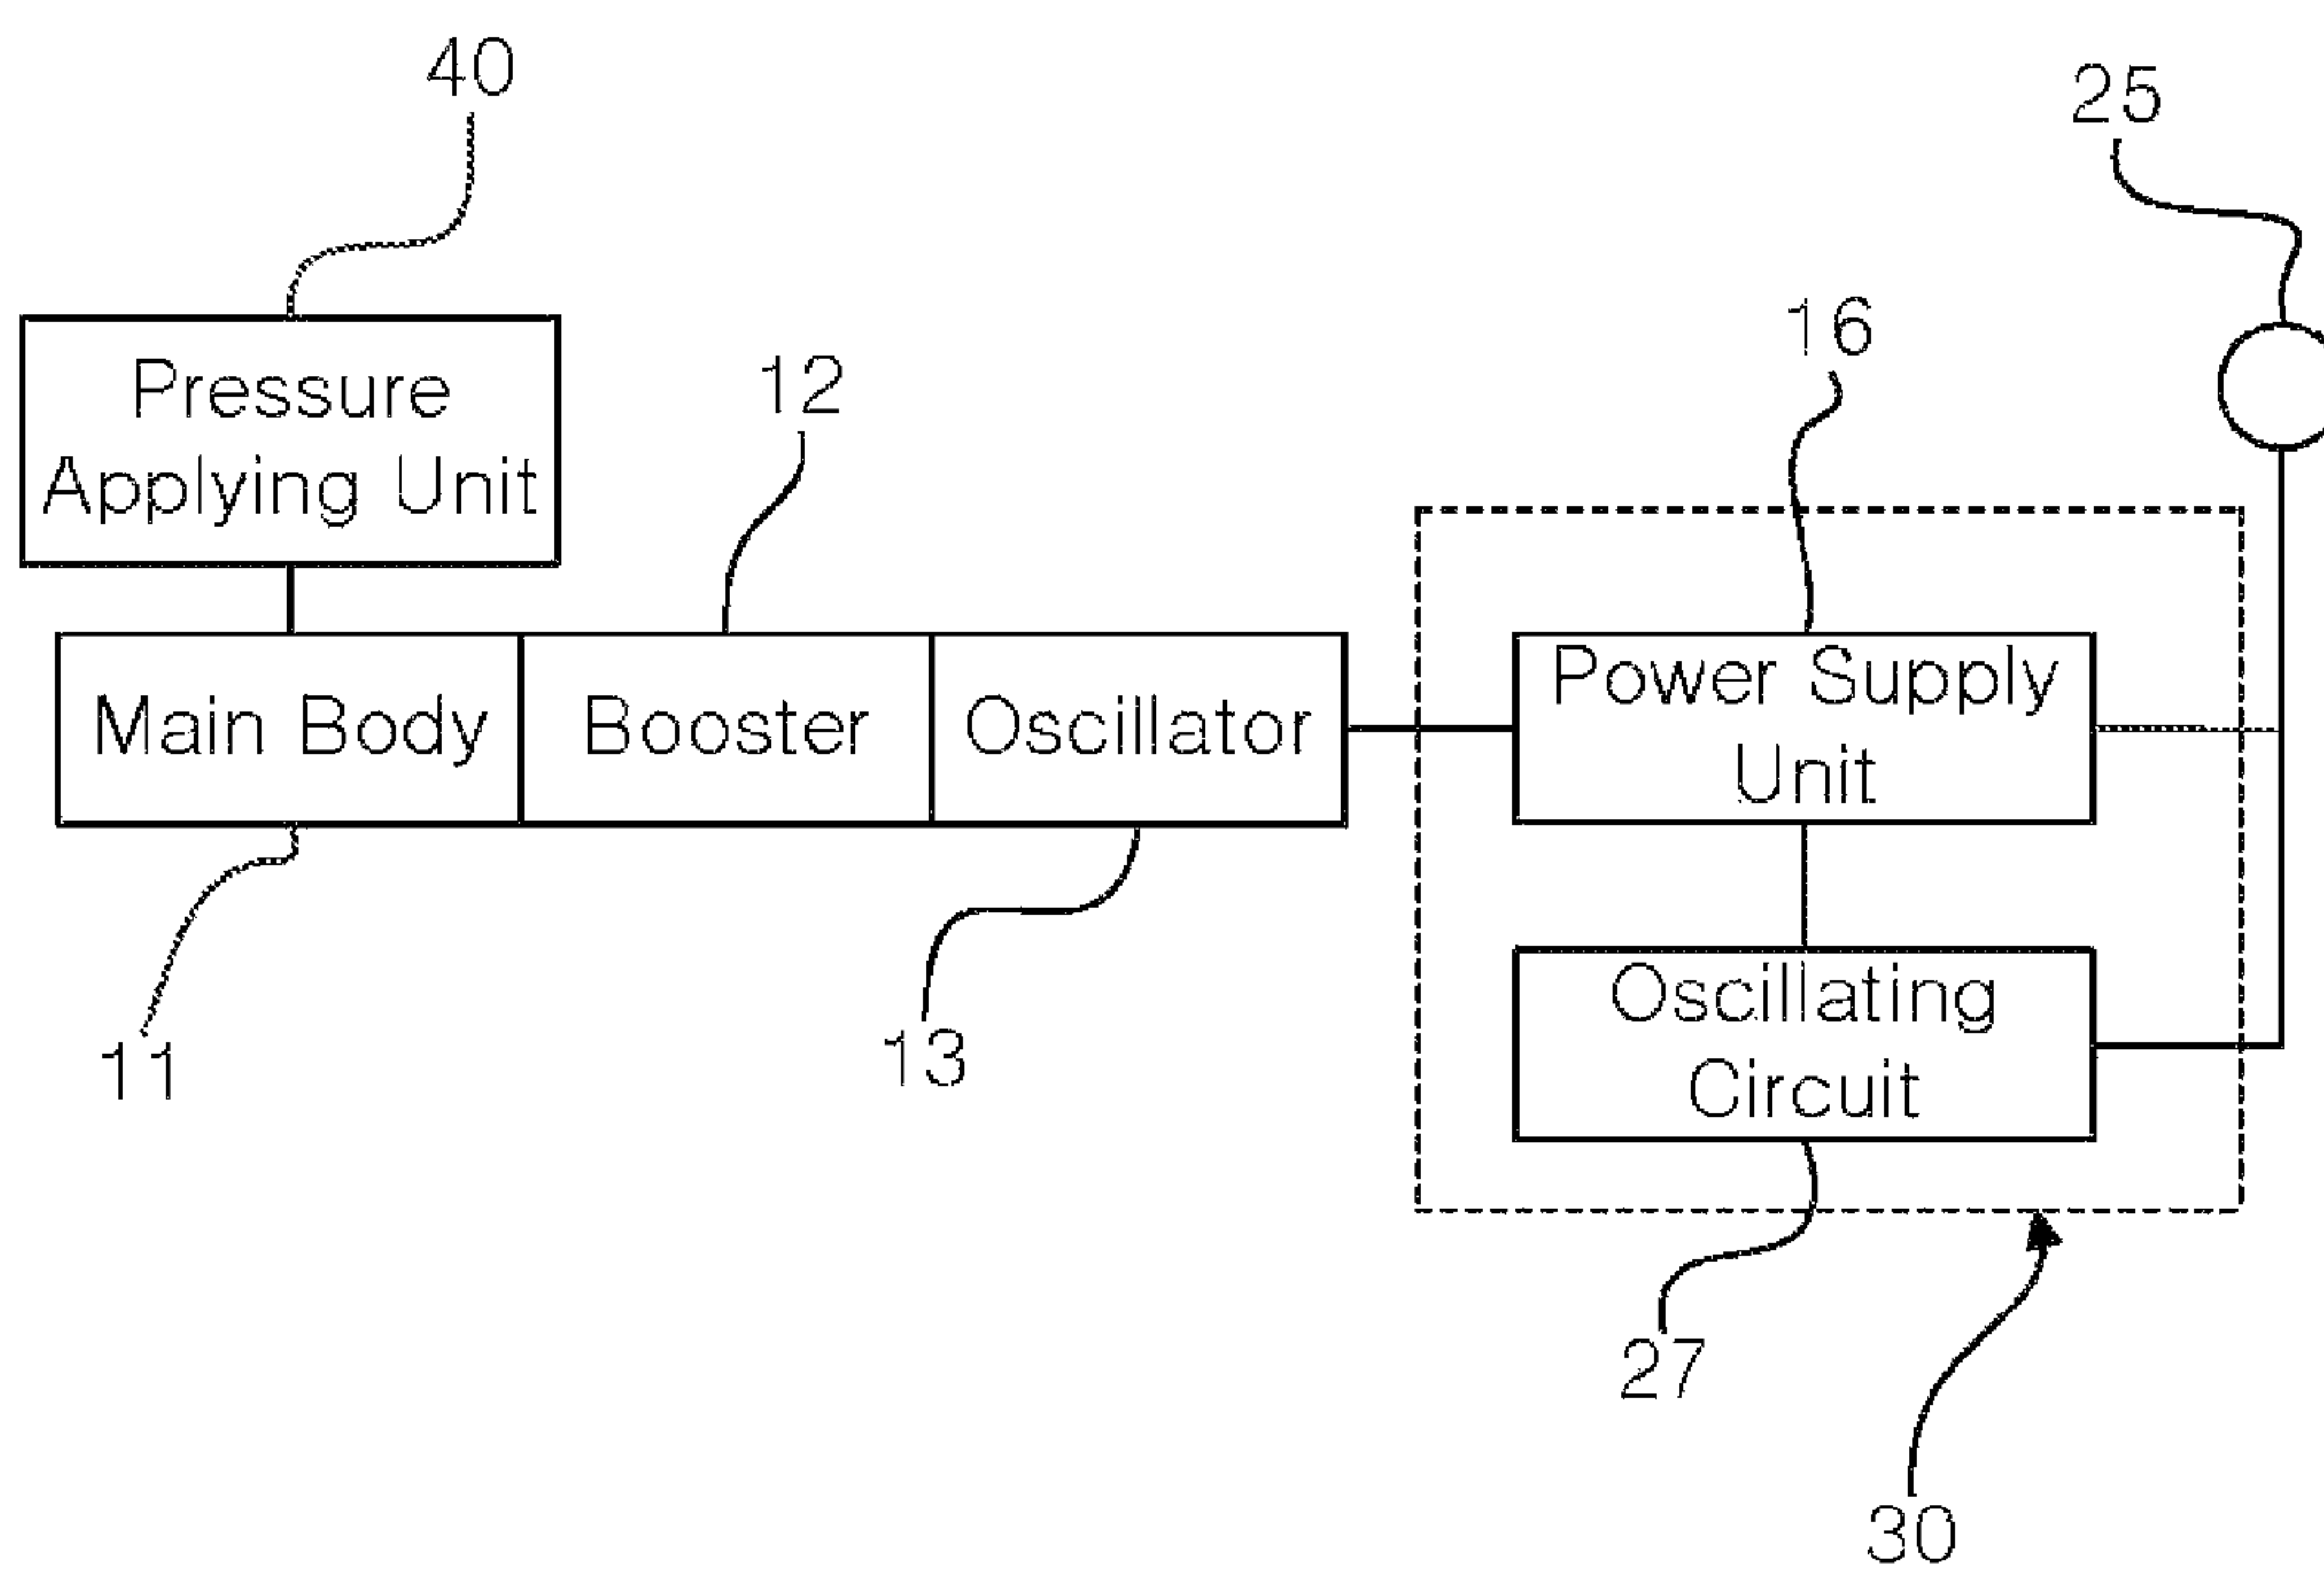 40
25
16
12
Pressure
Applying Unit
Main Body
Booster
Oscillator
Power Supply
Unit
Oscillating
Circuit
11
13
27
30